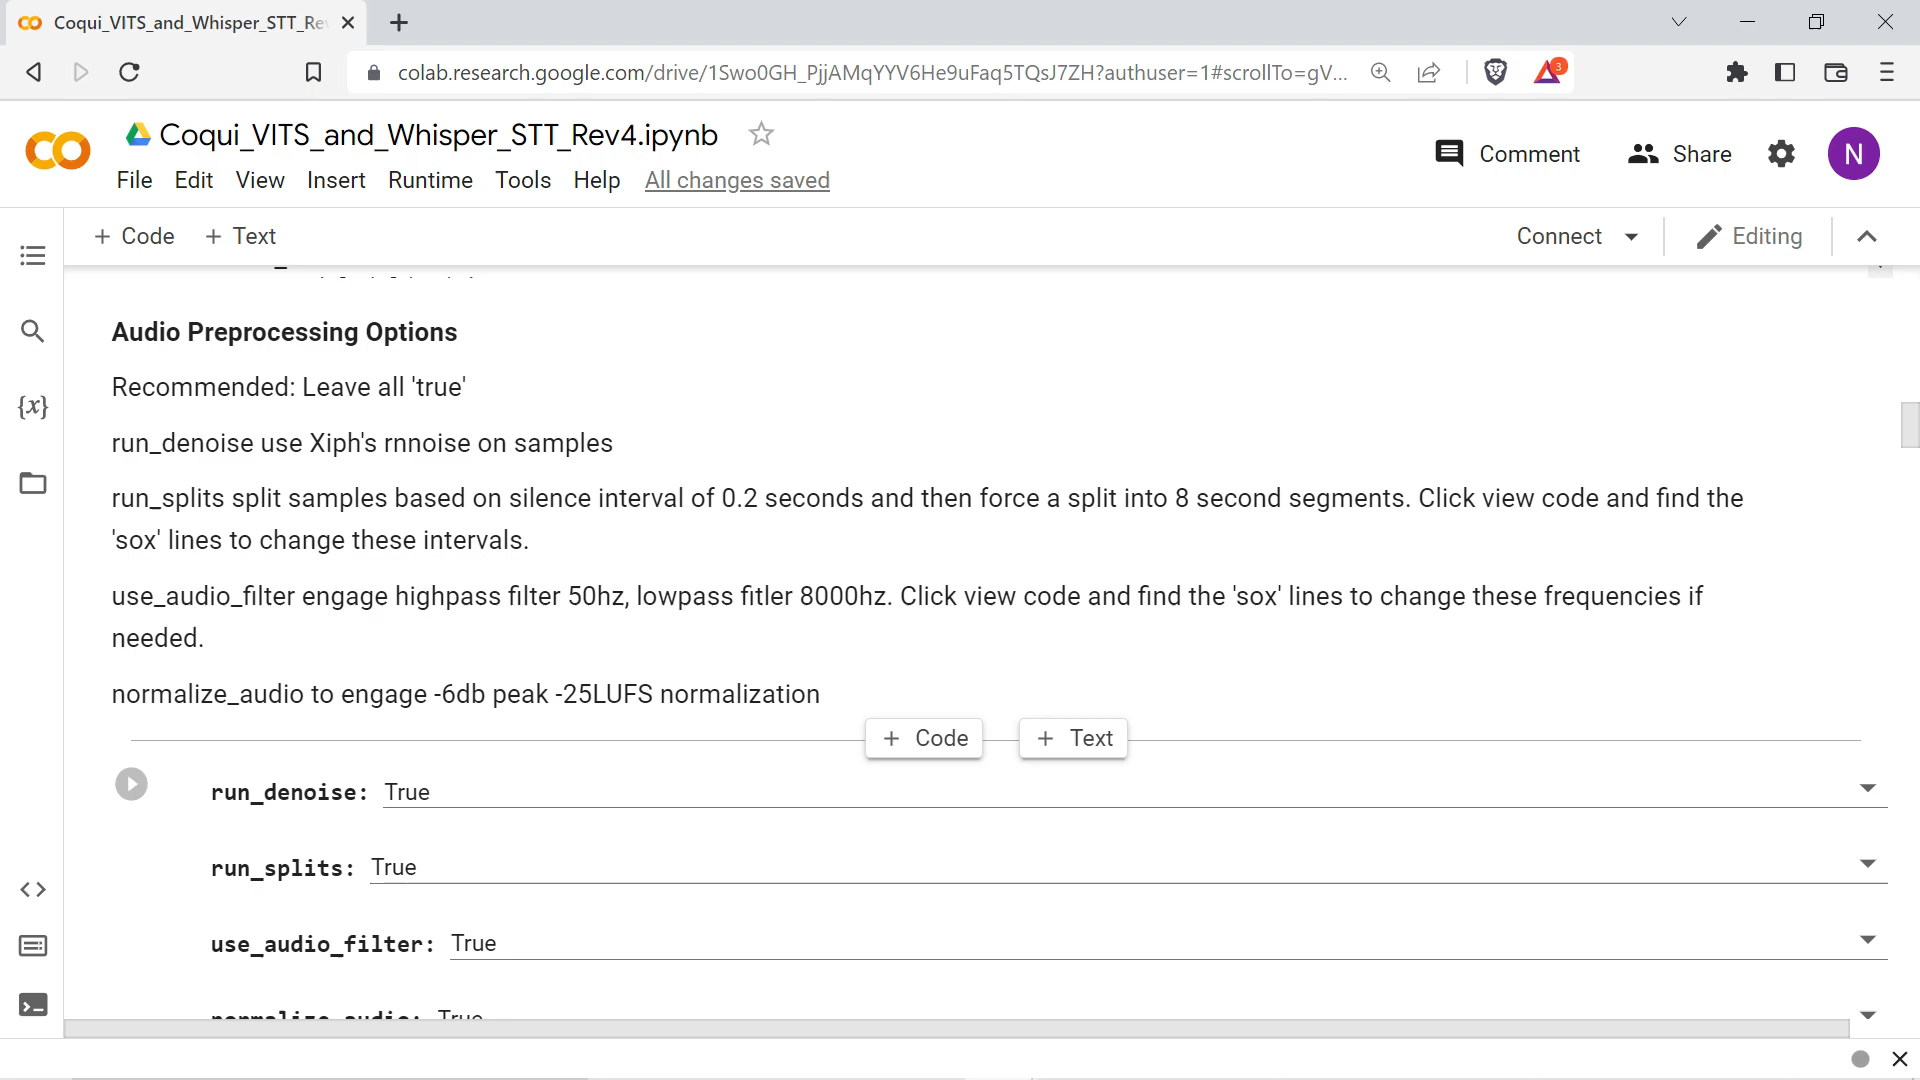 Coqui_VITS_and_Whisper_STT_Re
colab.research.google.com/drive/1Swo0GH_PjjAMqYYV6He9uFaq5TQsJ7ZH?authuser=1#scrollTo=gV...
3
Coqui_VITS_and_Whisper_STT_Rev4.ipynb
Comment
Share
N
File Edit View Insert Runtime Tools Help All changes saved
+ Code + Text
Connect
Editing
Audio Preprocessing Options
Recommended: Leave all 'true'
run_denoise use Xiph's rnnoise on samples
run_splits split samples based on silence interval of 0.2 seconds and then force a split into 8 second segments. Click view code and find the
'sox' lines to change these intervals.
use_audio_filter engage highpass filter 50hz, lowpass fitler 8000hz. Click view code and find the 'sox' lines to change these frequencies if
needed.
normalize_audio to engage -6db peak -25LUFS normalization
+ Code + Text
run_denoise: True
run_splits: True
use_audio_filter: True
normalize_audio: True